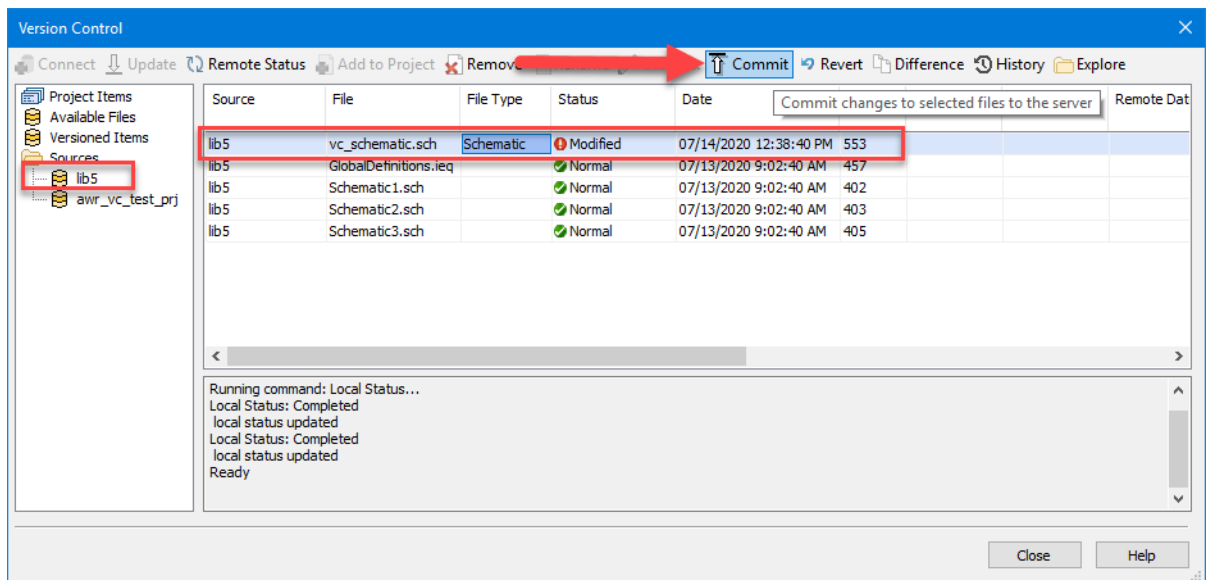 Version Control
Connect Update Remote Status Add to Project Remove Commit Revert Difference History Explore
Commit changes to selected files to the server
Project Items
Available Files
Versioned Items
Sources
lib5
awr_vc_test_prj
Source File File Type Status Date Remote Dat
lib5 vc_schematic.sch Schematic Modified 07/14/2020 12:38:40 PM 553
lib5 GlobalDefinitions.ieq Normal 07/13/2020 9:02:40 AM 457
lib5 Schematic1.sch Normal 07/13/2020 9:02:40 AM 402
lib5 Schematic2.sch Normal 07/13/2020 9:02:40 AM 403
lib5 Schematic3.sch Normal 07/13/2020 9:02:40 AM 405
Running command: Local Status...
Local Status: Completed
local status updated
Local Status: Completed
local status updated
Ready
Close Help